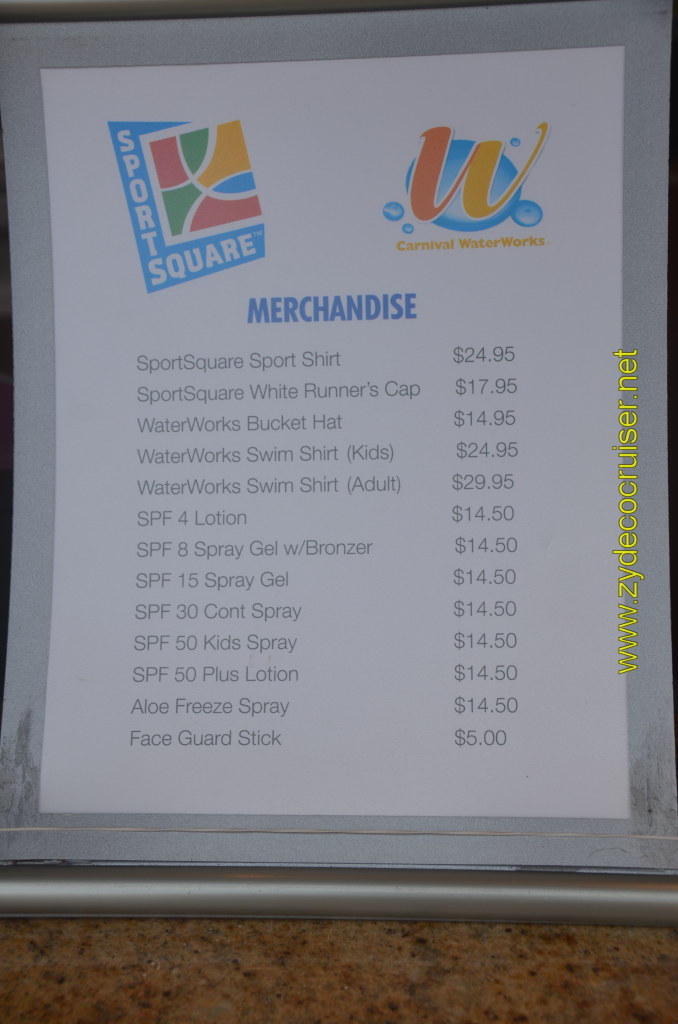 SPORT
SQUARE™
W
Carnival WaterWorks
MERCHANDISE
SportSquare Sport Shirt $24.95
SportSquare White Runner's Cap $17.95
WaterWorks Bucket Hat $14.95
WaterWorks Swim Shirt (Kids) $24.95
WaterWorks Swim Shirt (Adult) $29.95
SPF 4 Lotion $14.50
SPF 8 Spray Gel w/Bronzer $14.50
SPF 15 Spray Gel $14.50
SPF 30 Cont Spray $14.50
SPF 50 Kids Spray $14.50
SPF 50 Plus Lotion $14.50
Aloe Freeze Spray $14.50
Face Guard Stick $5.00
www.zydecocruiser.net